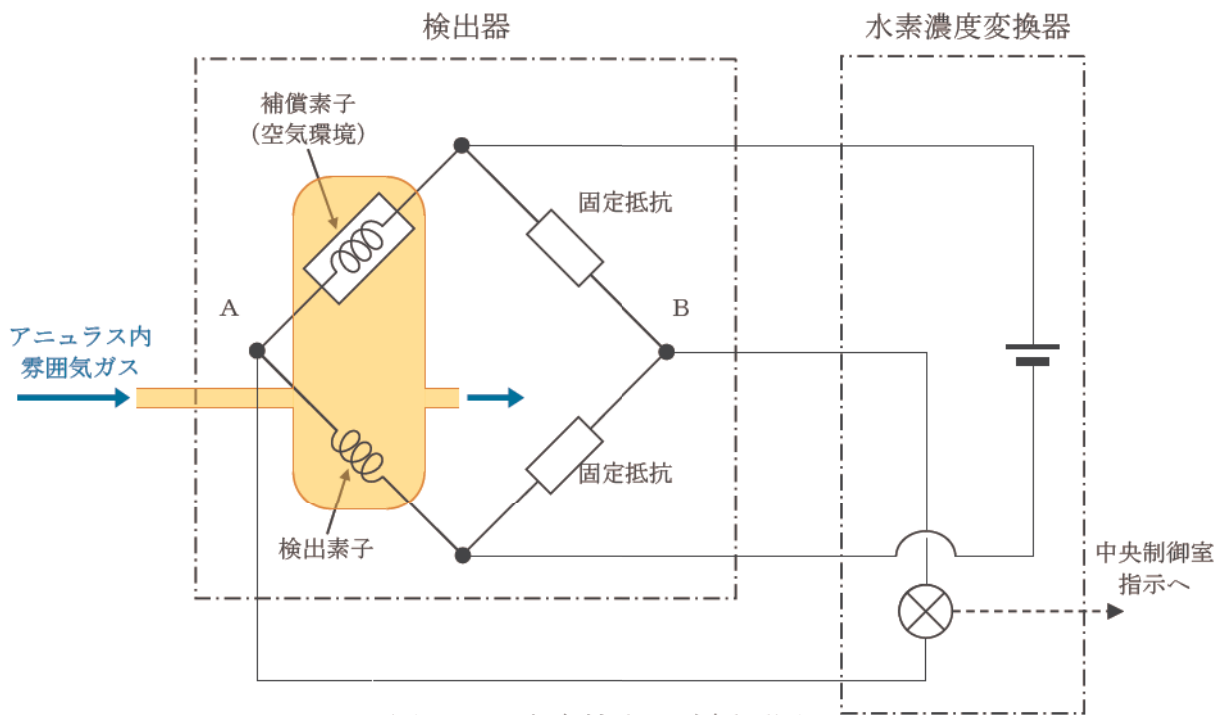 検出器
水素濃度変換器
補償素子
(空気環境)
固定抵抗
A
B
アニュラス内
雰囲気ガス
固定抵抗
検出素子
中央制御室
指示へ